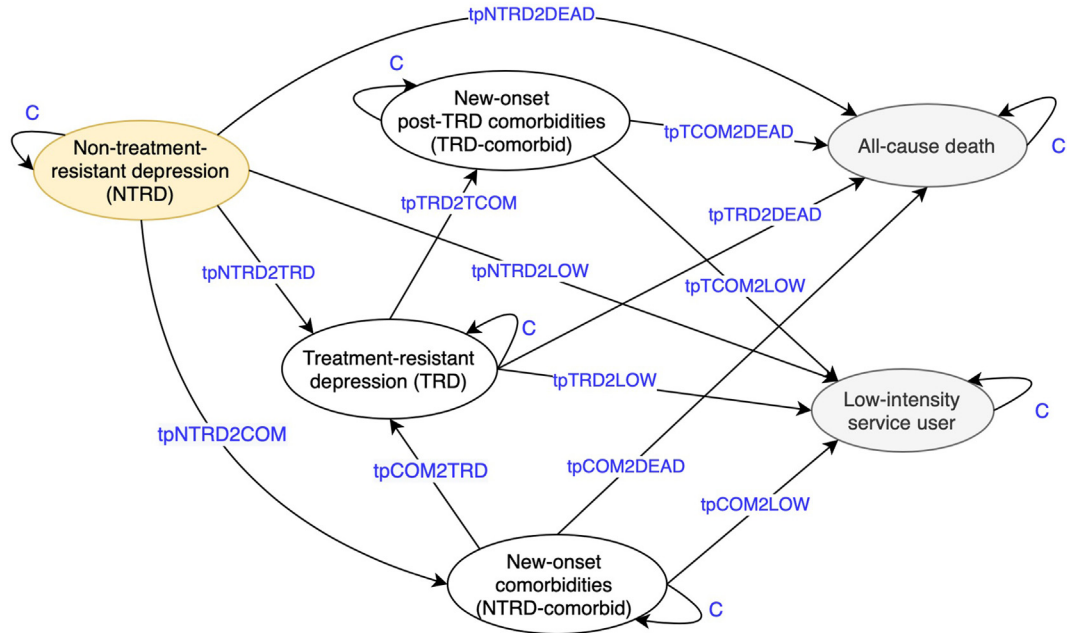 tpNTRD2DEAD
C
New-onset
post-TRD comorbidities
(TRD-comorbid)
C
Non-treatment-
resistant depression
(NTRD)
tpTCOM2DEAD
All-cause death
C
tpTRD2TCOM
tpTRD2DEAD
tpNTRD2TRD
tpNTRD2LOW
tpTCOM2LOW
C
Treatment-resistant
depression (TRD)
tpTRD2LOW
Low-intensity
service user
C
tpNTRD2COM
tpCOM2TRD
tpCOM2DEAD
tpCOM2LOW
New-onset
comorbidities
(NTRD-comorbid)
C